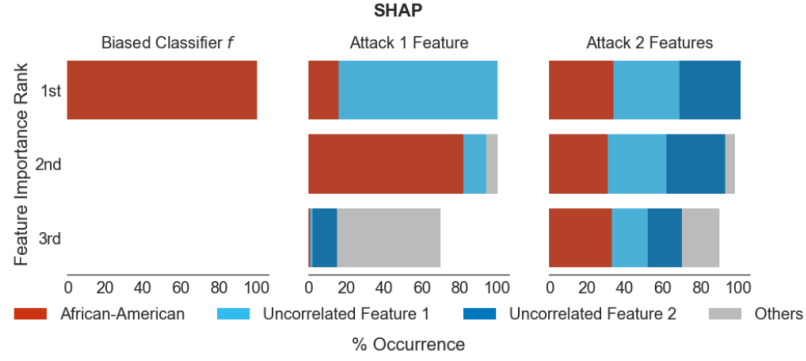 SHAP
Biased Classifier f
Attack 1 Feature
Attack 2 Features
Feature Importance Rank
1st
2nd
3rd
0 20 40 60 80 100
0 20 40 60 80 100
0 20 40 60 80 100
African-American
Uncorrelated Feature 1
Uncorrelated Feature 2
Others
% Occurrence